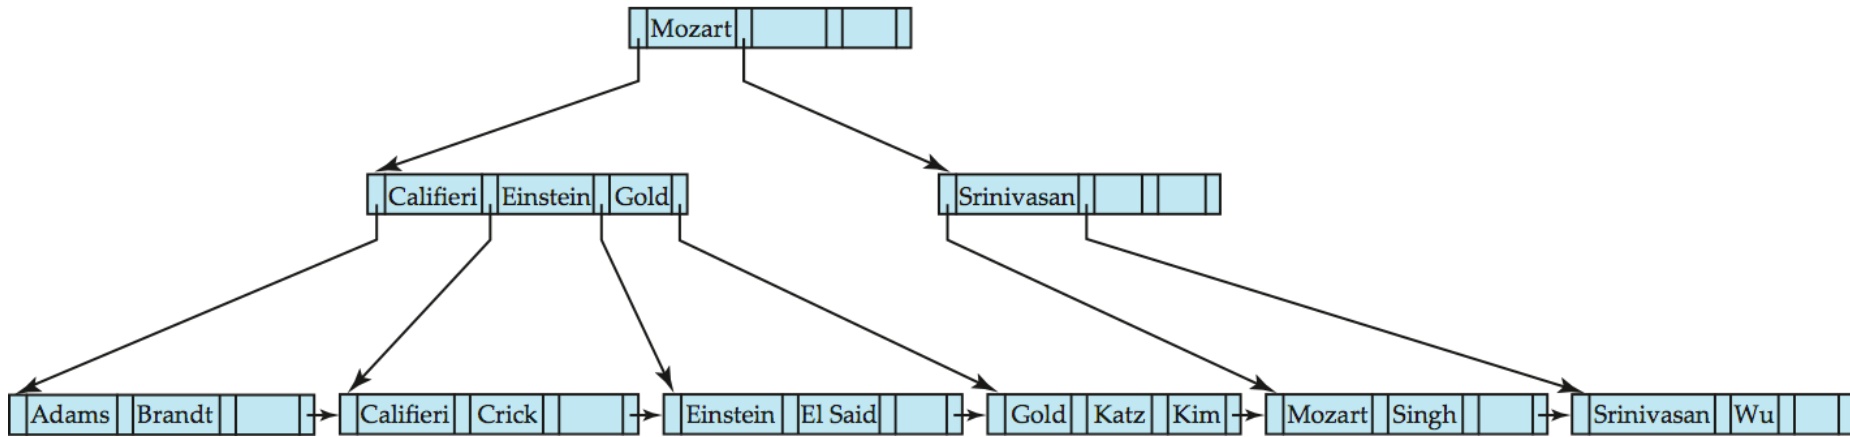 Mozart
Califieri Einstein Gold Srinivasan
Adams Brandt Califieri Crick Einstein El Said Gold Katz Kim Mozart Singh Srinivasan Wu